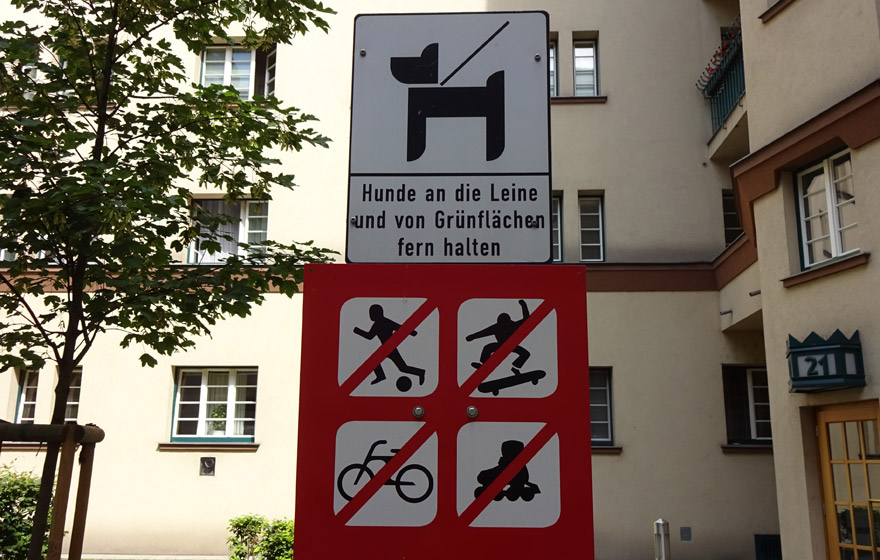 Hunde an die Leine
und von Grünflächen
fern halten
21